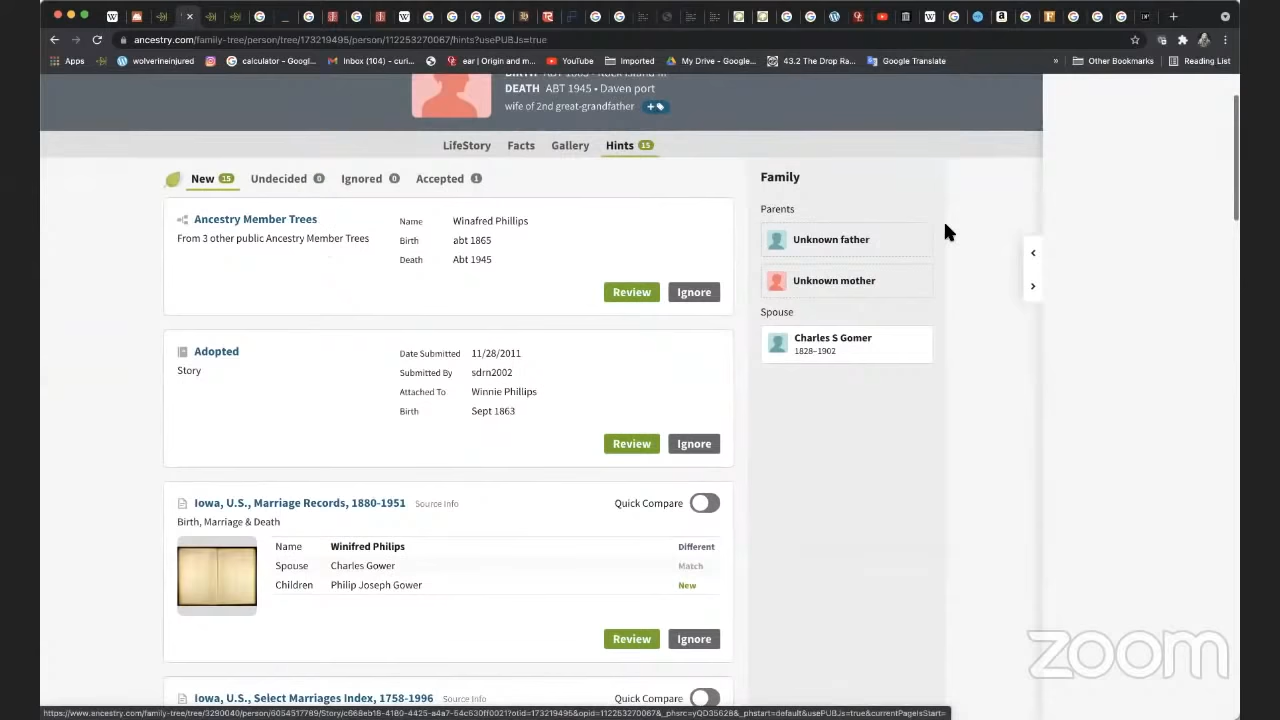 ancestry.com/family-tree/tree/173219495/person/112253270067/hints?usePUBJs=true
Apps wolverineinjured calculator - Googl... Inbox (104) - curi... ear | Origin and m... YouTube Imported My Drive - Google... 43.2 The Drop Ra... Google Translate » Other Bookmarks Reading List
DEATH ABT 1945 • Daven port
wife of 2nd great-grandfather
LifeStory Facts Gallery Hints 15
New 15 Undecided 0 Ignored 0 Accepted 1
Ancestry Member Trees
From 3 other public Ancestry Member Trees
Name Winafred Phillips
Birth abt 1865
Death Abt 1945
Review Ignore
Adopted
Story
Date Submitted 11/28/2011
Submitted By sdrn2002
Attached To Winnie Phillips
Birth Sept 1863
Review Ignore
Iowa, U.S., Marriage Records, 1880-1951 Source Info Quick Compare
Birth, Marriage & Death
Name Winifred Philips Different
Spouse Charles Gower Match
Children Philip Joseph Gower New
Review Ignore
Iowa, U.S., Select Marriages Index, 1758-1996 Source Info Quick Compare
Family
Parents
Unknown father
Unknown mother
Spouse
Charles S Gomer
1828–1902
zoom